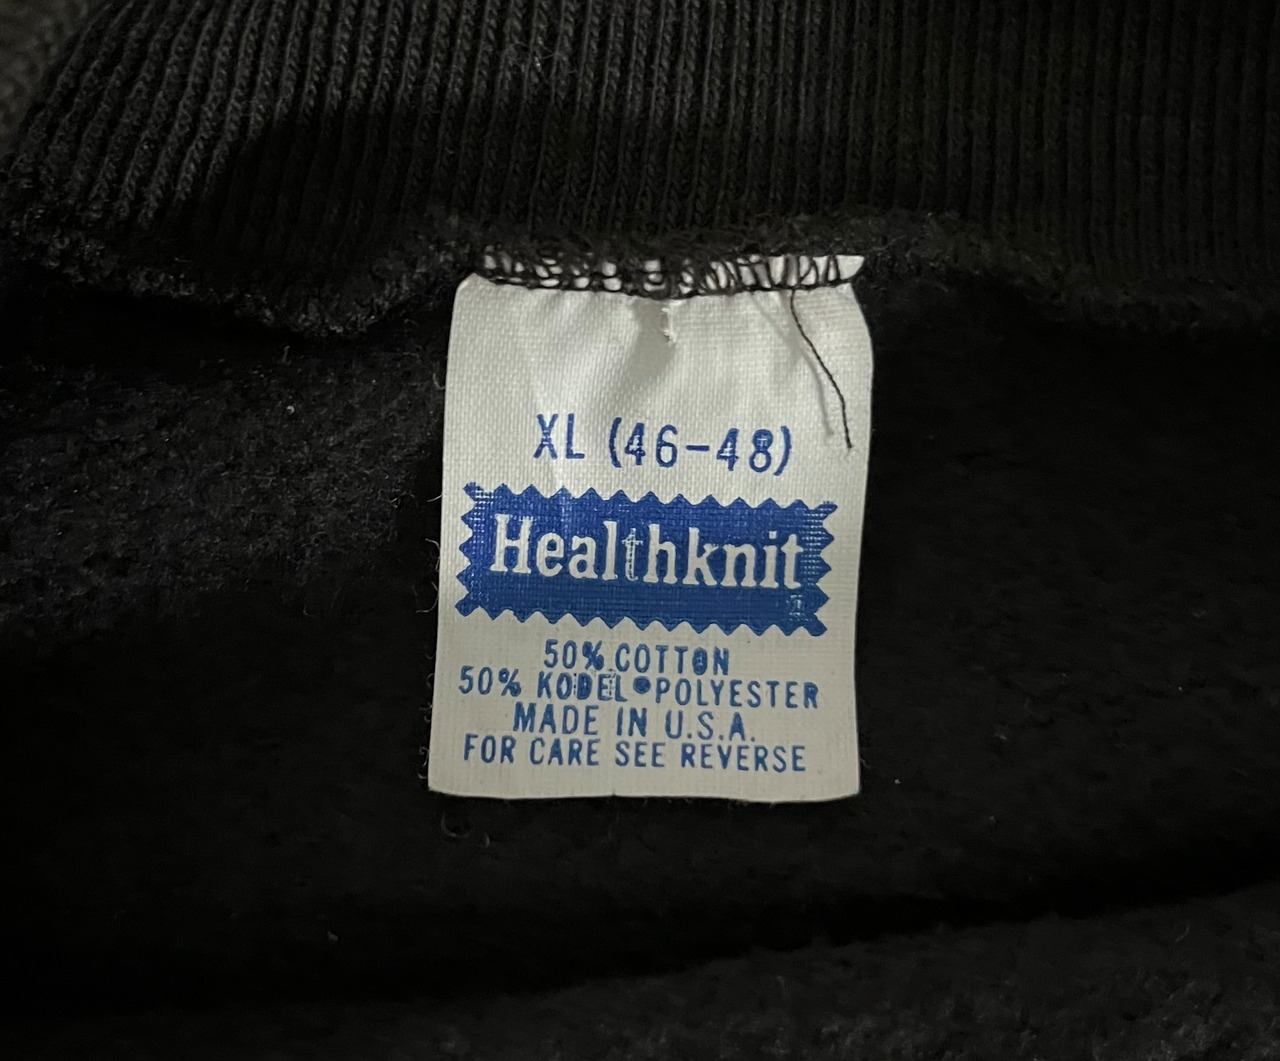 XL (46-48)
Healthknit
50% COTTON
50% KODEL® POLYESTER
MADE IN U.S.A.
FOR CARE SEE REVERSE